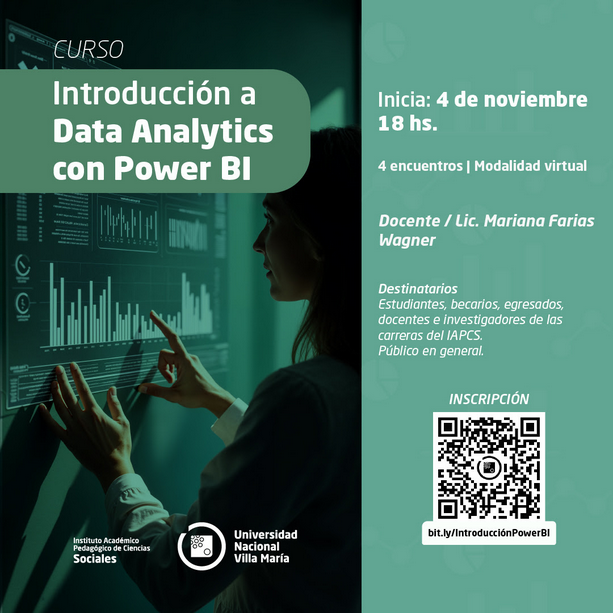 CURSO
Introducción a
Data Analytics
con Power BI
Inicia: 4 de noviembre
18 hs.
4 encuentros | Modalidad virtual
Docente / Lic. Mariana Farias
Wagner
Destinatarios
Estudiantes, becarios, egresados,
docentes e investigadores de las
carreras del IAPCS.
Público en general.
INSCRIPCIÓN
bit.ly/IntroducciónPowerBI
Instituto Académico
Pedagógico de Ciencias
Sociales
Universidad
Nacional
Villa María